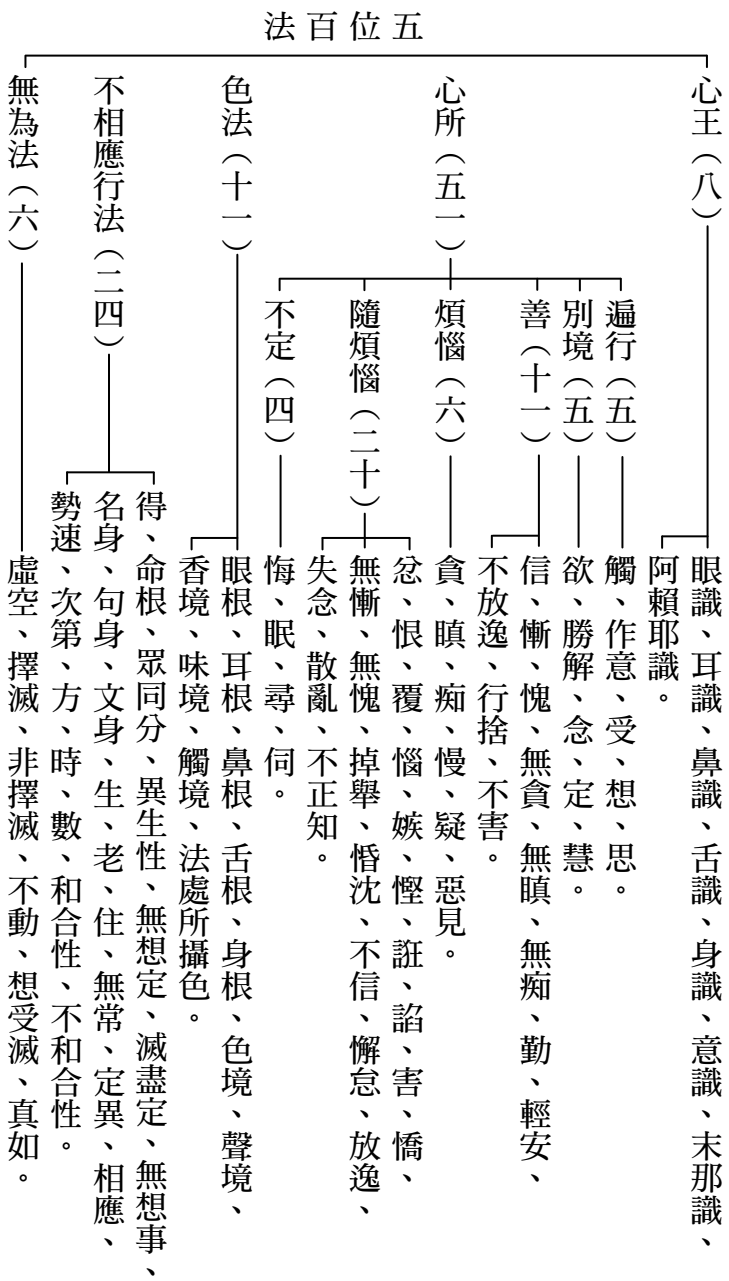 五位百法
心王（八）
眼識、耳識、鼻識、舌識、身識、意識、末那識、
阿賴耶識。
心所（五一）
遍行（五）
觸、作意、受、想、思。
別境（五）
欲、勝解、念、定、慧。
善（十一）
信、慚、愧、無貪、無瞋、無痴、勤、輕安、
不放逸、行捨、不害。
煩惱（六）
貪、瞋、痴、慢、疑、惡見。
隨煩惱（二十）
忿、恨、覆、惱、嫉、慳、誑、諂、害、憍、
無慚、無愧、掉舉、惛沈、不信、懈怠、放逸、
失念、散亂、不正知。
不定（四）
悔、眠、尋、伺。
色法（十一）
眼根、耳根、鼻根、舌根、身根、色境、聲境、
香境、味境、觸境、法處所攝色。
不相應行法（二四）
得、命根、眾同分、異生性、無想定、滅盡定、無想事、
名身、句身、文身、生、老、住、無常、定異、相應、
勢速、次第、方、時、數、和合性、不和合性。
無為法（六）
虛空、擇滅、非擇滅、不動、想受滅、真如。